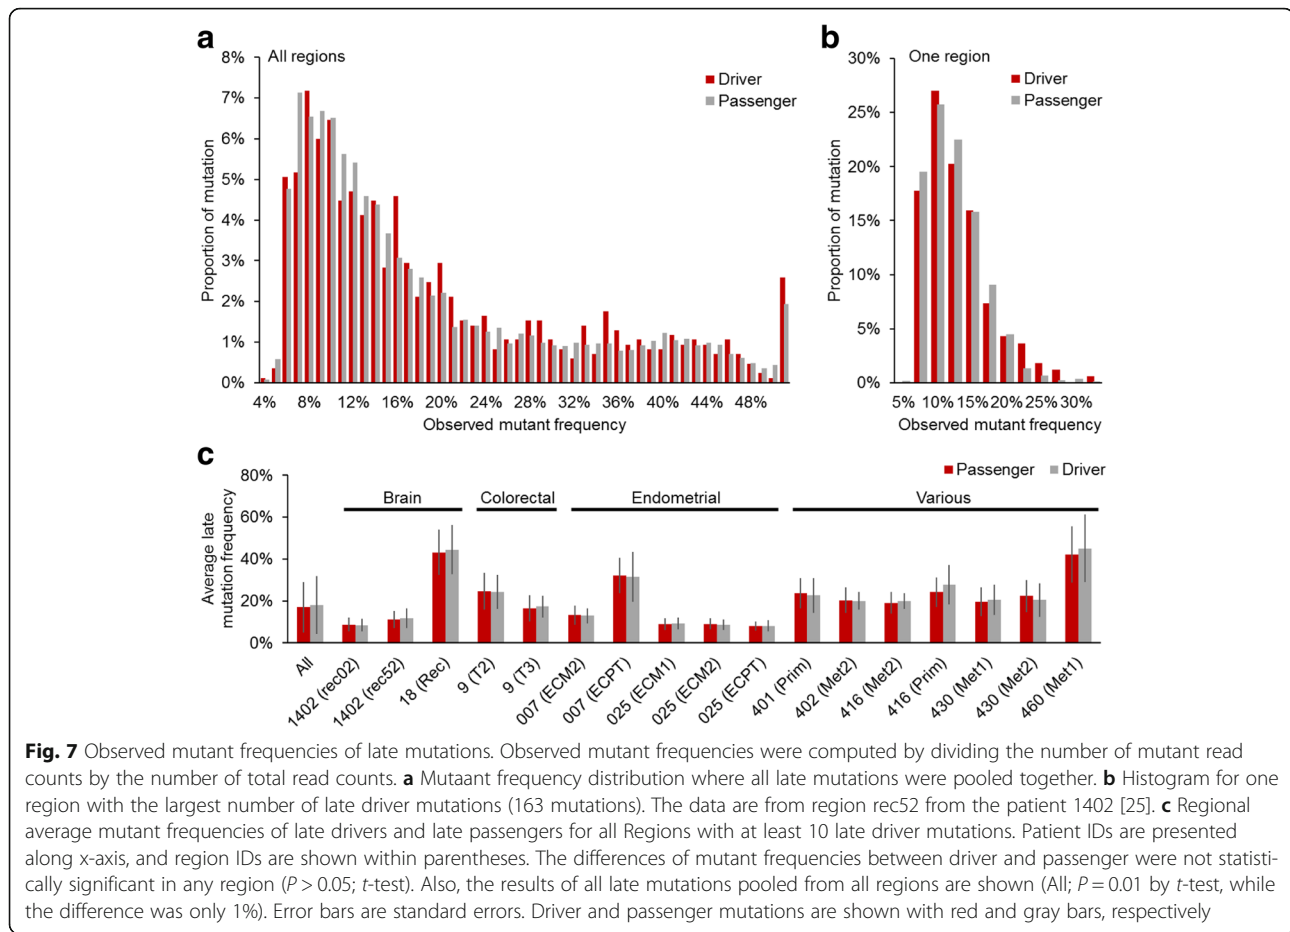 a
All regions
Driver
Passenger
8%
7%
6%
5%
4%
3%
2%
1%
0%
Proportion of mutation
4% 8% 12% 16% 20% 24% 28% 32% 36% 40% 44% 48%
Observed mutant frequency
b
One region
Driver
Passenger
30%
25%
20%
15%
10%
5%
0%
Proportion of mutation
5% 10% 15% 20% 25% 30%
Observed mutant frequency
c
Passenger Driver
Brain Colorectal Endometrial Various
80%
60%
40%
20%
0%
Average late
mutation frequency
All
1402 (rec02)
1402 (rec52)
18 (Rec)
9 (T2)
9 (T3)
007 (ECM2)
007 (ECPT)
025 (ECM1)
025 (ECM2)
025 (ECPT)
401 (Prim)
402 (Met2)
416 (Met2)
416 (Prim)
430 (Met1)
430 (Met2)
460 (Met1)
Fig. 7 Observed mutant frequencies of late mutations. Observed mutant frequencies were computed by dividing the number of mutant read
counts by the number of total read counts. a Mutaant frequency distribution where all late mutations were pooled together. b Histogram for one
region with the largest number of late driver mutations (163 mutations). The data are from region rec52 from the patient 1402 [25]. c Regional
average mutant frequencies of late drivers and late passengers for all Regions with at least 10 late driver mutations. Patient IDs are presented
along x-axis, and region IDs are shown within parentheses. The differences of mutant frequencies between driver and passenger were not statisti-
cally significant in any region (P > 0.05; t-test). Also, the results of all late mutations pooled from all regions are shown (All; P = 0.01 by t-test, while
the difference was only 1%). Error bars are standard errors. Driver and passenger mutations are shown with red and gray bars, respectively